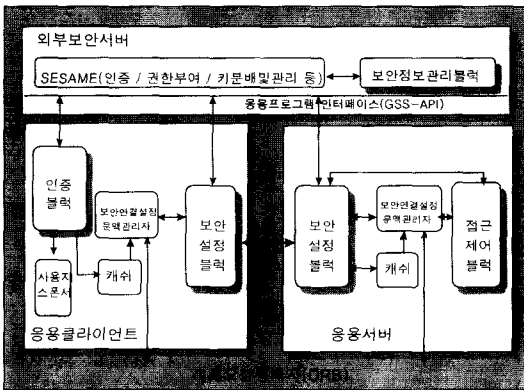 외부보안서버
SESAME(인증 / 권한부여 / 키문배및관리 등)
보안정보관리블럭
응용프로그램 인터페이스(GSS-API)
인증
블럭
보안연결설정
문맥관리자
보안
설정
블럭
사용자
스폰서
캐쉬
응용클라이언트
보안
설정
블럭
보안연결설정
문맥관리자
캐쉬
접근
제어
블럭
응용서버
(ORB)